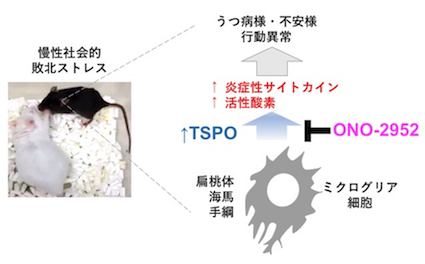 慢性社会的
敗北ストレス
うつ病様・不安様
行動異常
↑ 炎症性サイトカイン
↑ 活性酸素
↑TSPO
ONO-2952
扁桃体
海馬
手綱
ミクログリア
細胞